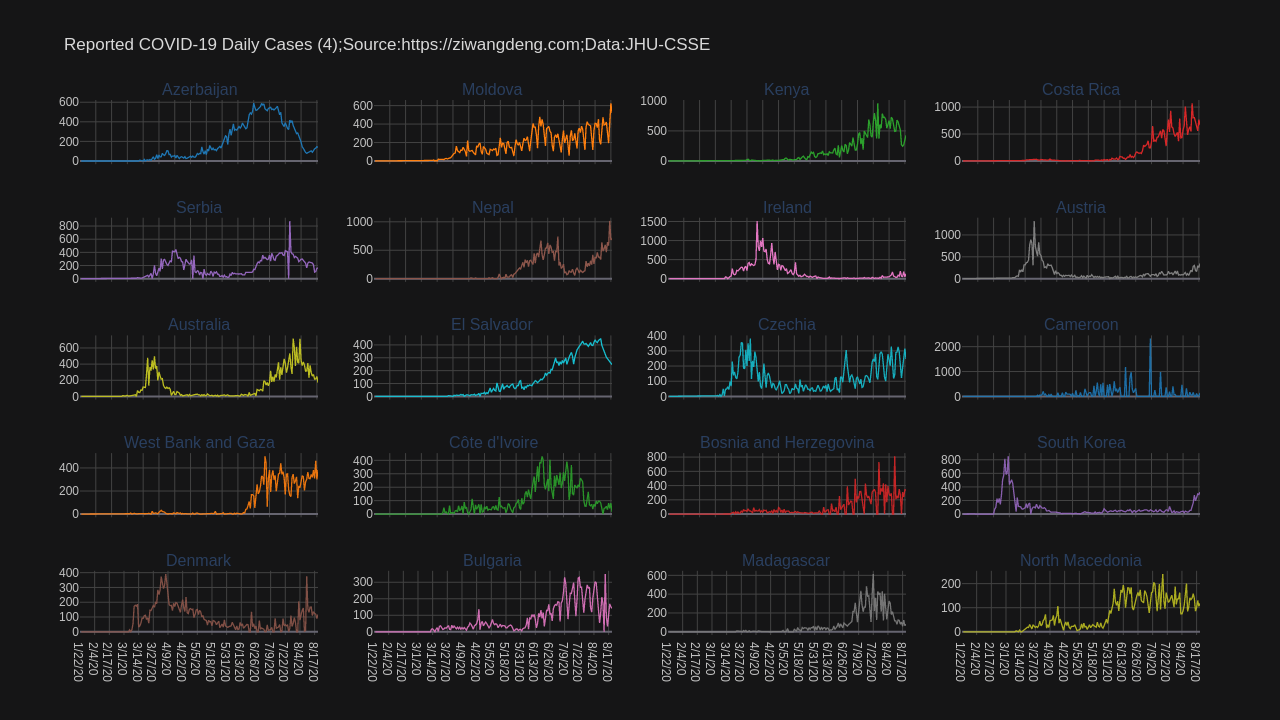 Reported COVID-19 Daily Cases (4);Source:https://ziwangdeng.com;Data:JHU-CSSE
Azerbaijan Moldova Kenya Costa Rica
600 400 200 0
600 400 200 0
1000 500 0
1000 500 0
Serbia Nepal Ireland Austria
800 600 400 200 0
1000 500 0
1500 1000 500 0
1000 500 0
Australia El Salvador Czechia Cameroon
600 400 200 0
400 300 200 100 0
400 300 200 100 0
2000 1000 0
West Bank and Gaza Côte d'Ivoire Bosnia and Herzegovina South Korea
400 200 0
400 300 200 100 0
800 600 400 200 0
800 600 400 200 0
Denmark Bulgaria Madagascar North Macedonia
400 300 200 100 0
300 200 100 0
600 400 200 0
200 100 0
1/22/20 2/4/20 2/17/20 3/1/20 3/14/20 3/27/20 4/9/20 4/22/20 5/5/20 5/18/20 5/31/20 6/13/20 6/26/20 7/9/20 7/22/20 8/4/20 8/17/20
1/22/20 2/4/20 2/17/20 3/1/20 3/14/20 3/27/20 4/9/20 4/22/20 5/5/20 5/18/20 5/31/20 6/13/20 6/26/20 7/9/20 7/22/20 8/4/20 8/17/20
1/22/20 2/4/20 2/17/20 3/1/20 3/14/20 3/27/20 4/9/20 4/22/20 5/5/20 5/18/20 5/31/20 6/13/20 6/26/20 7/9/20 7/22/20 8/4/20 8/17/20
1/22/20 2/4/20 2/17/20 3/1/20 3/14/20 3/27/20 4/9/20 4/22/20 5/5/20 5/18/20 5/31/20 6/13/20 6/26/20 7/9/20 7/22/20 8/4/20 8/17/20